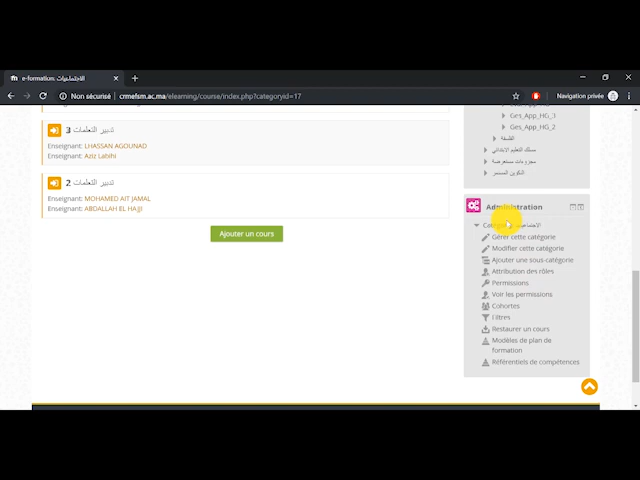 e-formation: الاجتماعيات
Non sécurisé
crmefsm.ac.ma/elearning/course/index.php?categoryid=17
Navigation privée
تدبير التعلمات 3
Enseignant: LHASSAN AGOUNAD
Enseignant: Aziz Labihi
تدبير التعلمات 2
Enseignant: MOHAMED AIT JAMAL
Enseignant: ABDALLAH EL HAJJI
Ajouter un cours
Ges_App_HG_3
Ges_App_HG_2
الفلسفة
مسلك التعليم الابتدائي
مجزوءات مستعرضة
التكوين المستمر
Administration
الاجتماعيات
Gérer cette catégorie
Modifier cette catégorie
Ajouter une sous-catégorie
Attribution des rôles
Permissions
Voir les permissions
Cohortes
Filtres
Restaurer un cours
Modèles de plan de
formation
Référentiels de compétences